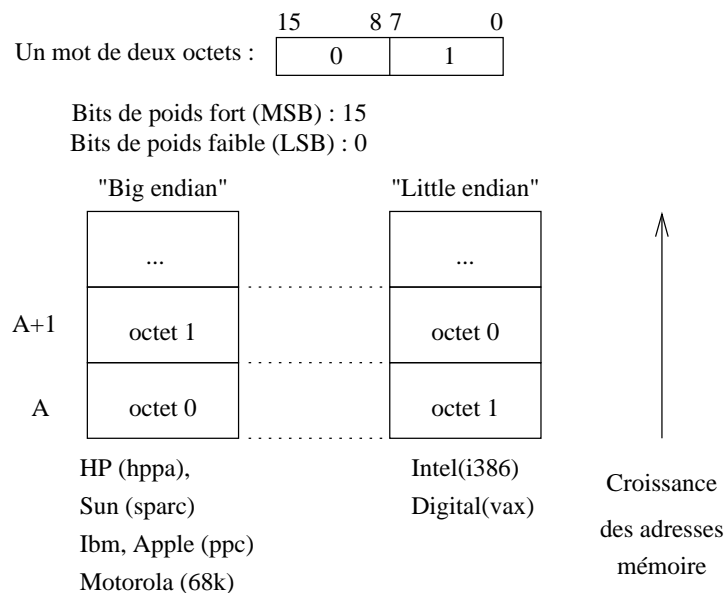 15 8 7 0
Un mot de deux octets : 0 1
Bits de poids fort (MSB) : 15
Bits de poids faible (LSB) : 0
"Big endian" "Little endian"
... ...
A+1 octet 1 octet 0
A octet 0 octet 1
HP (hppa), Intel(i386)
Sun (sparc) Digital(vax)
Ibm, Apple (ppc)
Motorola (68k)
Croissance
des adresses
mémoire